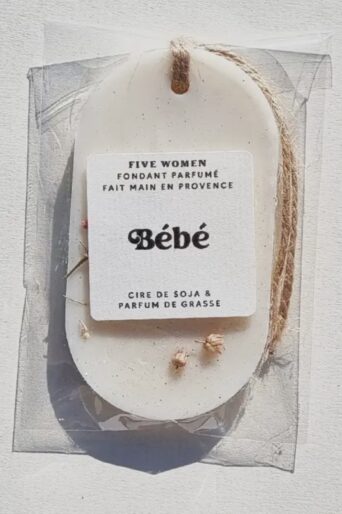 FIVE WOMEN
FONDANT PARFUMÉ
FAIT MAIN EN PROVENCE
Bébé
CIRE DE SOJA &
PARFUM DE GRASSE